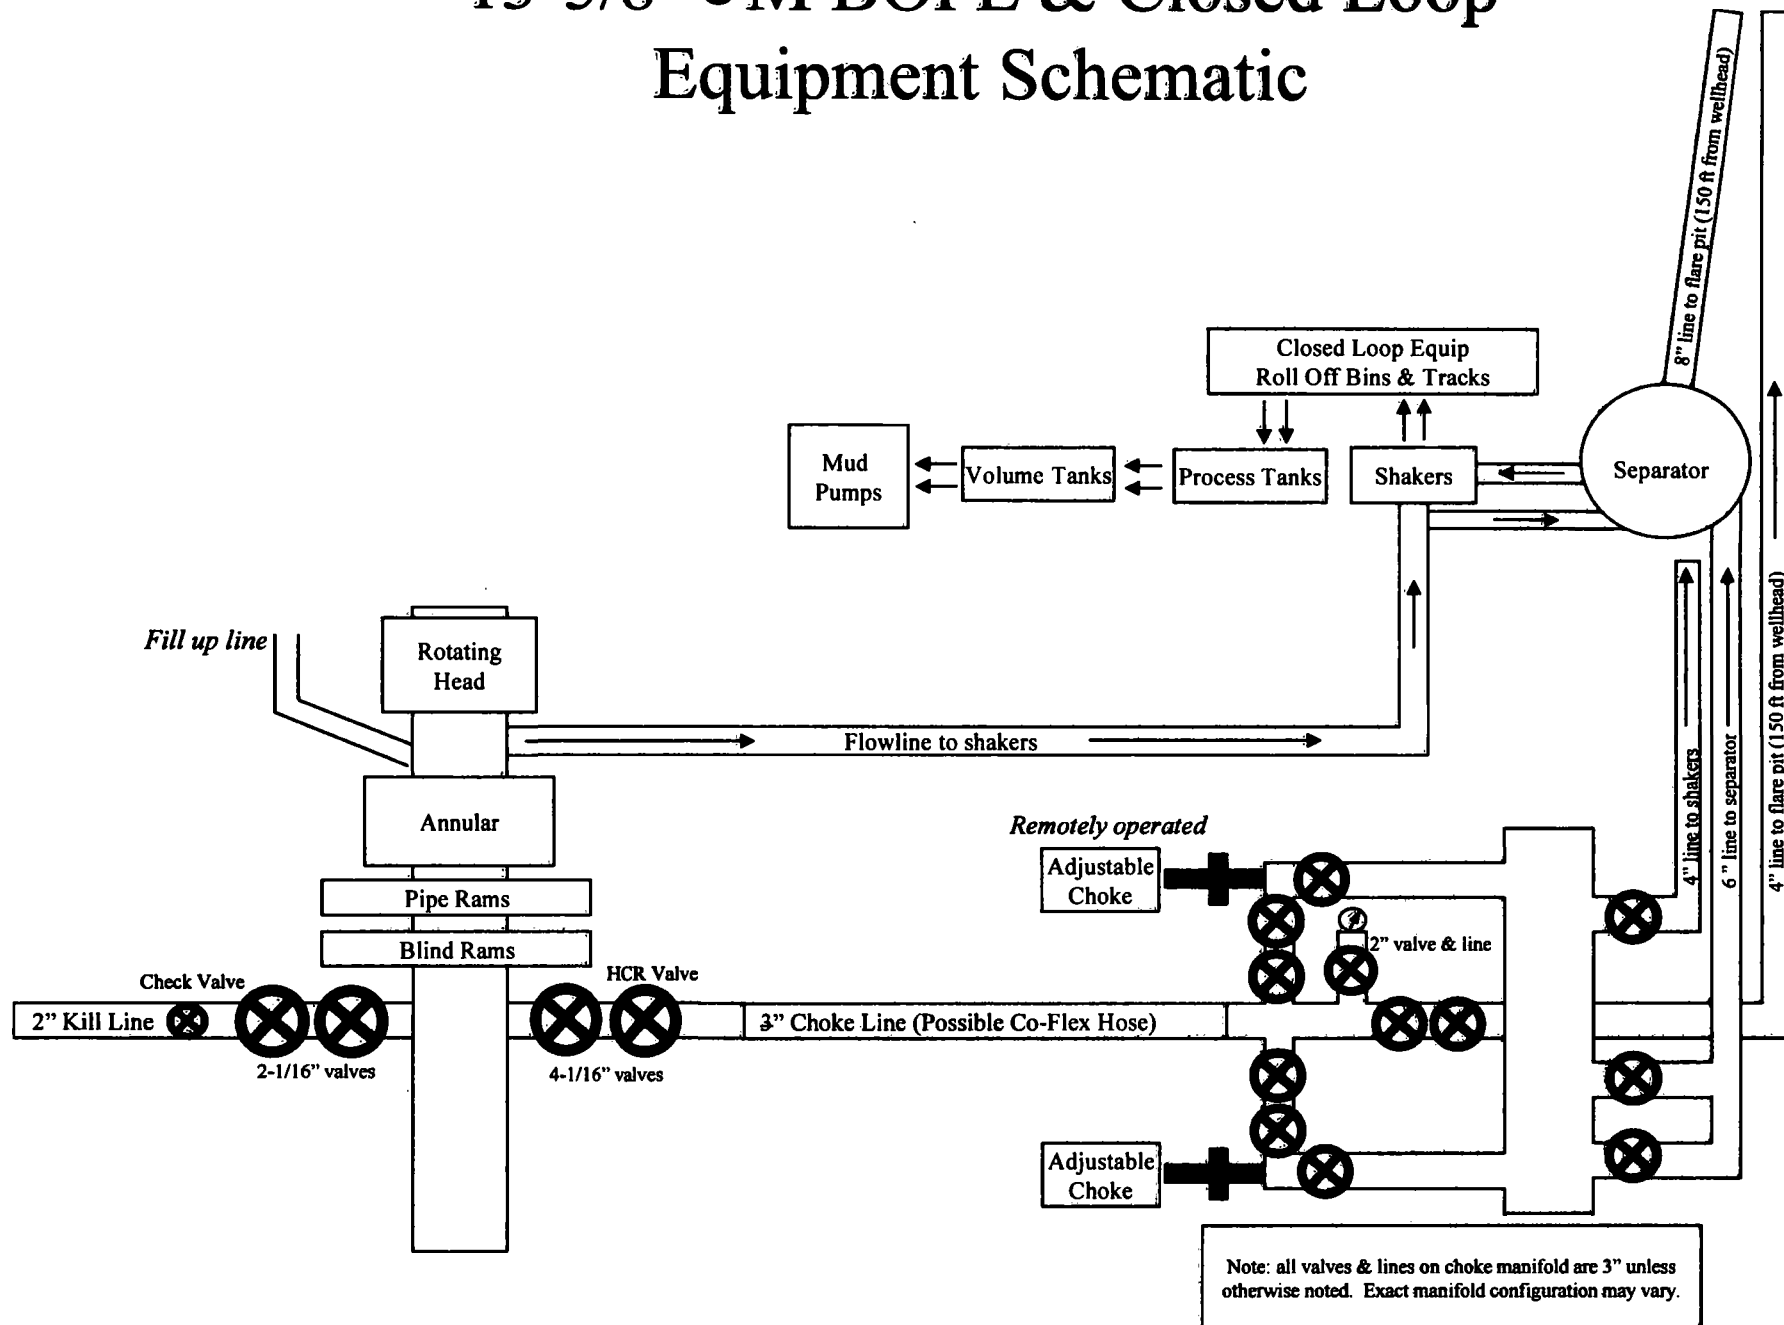 Equipment Schematic
8" line to flare pit (150 ft from wellhead)
Closed Loop Equip
Roll Off Bins & Tracks
Mud
Pumps
Volume Tanks
Process Tanks
Shakers
Separator
Fill up line
Rotating
Head
Flowline to shakers
Annular
Pipe Rams
Blind Rams
Check Valve
HCR Valve
2” Kill Line
3” Choke Line (Possible Co-Flex Hose)
2-1/16” valves
4-1/16” valves
Remotely operated
Adjustable
Choke
2” valve & line
4" line to shakers
6 " line to separator
4" line to flare pit (150 ft from wellhead)
Adjustable
Choke
Note: all valves & lines on choke manifold are 3” unless
otherwise noted. Exact manifold configuration may vary.